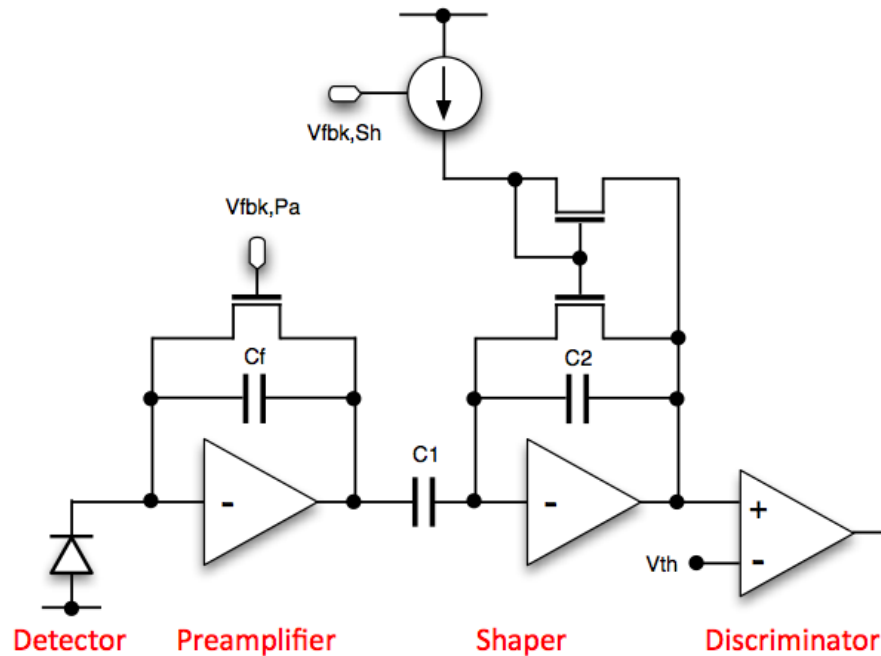 Vfbk,Sh
Vfbk,Pa
Cf
C2
C1
-
-
+
-
Vth
Detector Preamplifier Shaper Discriminator